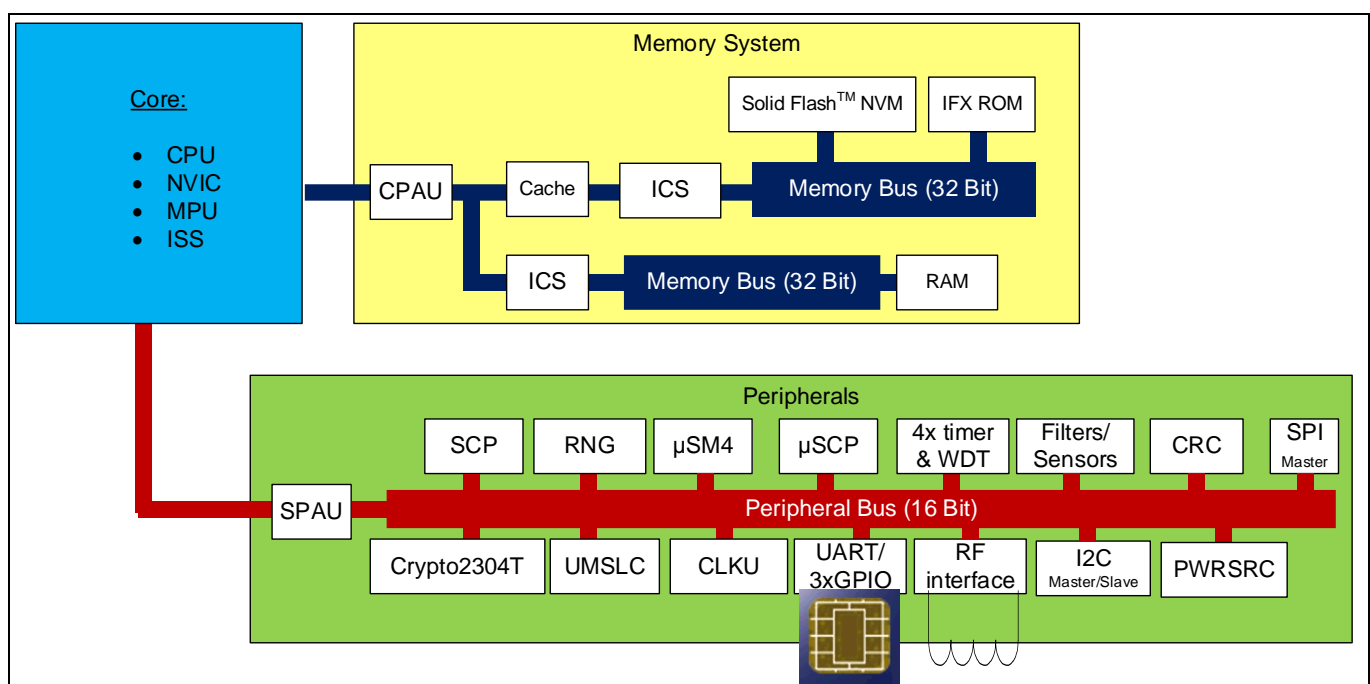 Core:
• CPU
• NVIC
• MPU
• ISS
Memory System
Solid Flash™ NVM
IFX ROM
CPAU
Cache
ICS
Memory Bus (32 Bit)
ICS
Memory Bus (32 Bit)
RAM
Peripherals
SCP
RNG
µSM4
µSCP
4x timer
& WDT
Filters/
Sensors
CRC
SPI
Master
SPAU
Peripheral Bus (16 Bit)
Crypto2304T
UMSLC
CLKU
UART/
3xGPIO
RF
interface
I2C
Master/Slave
PWRSRC